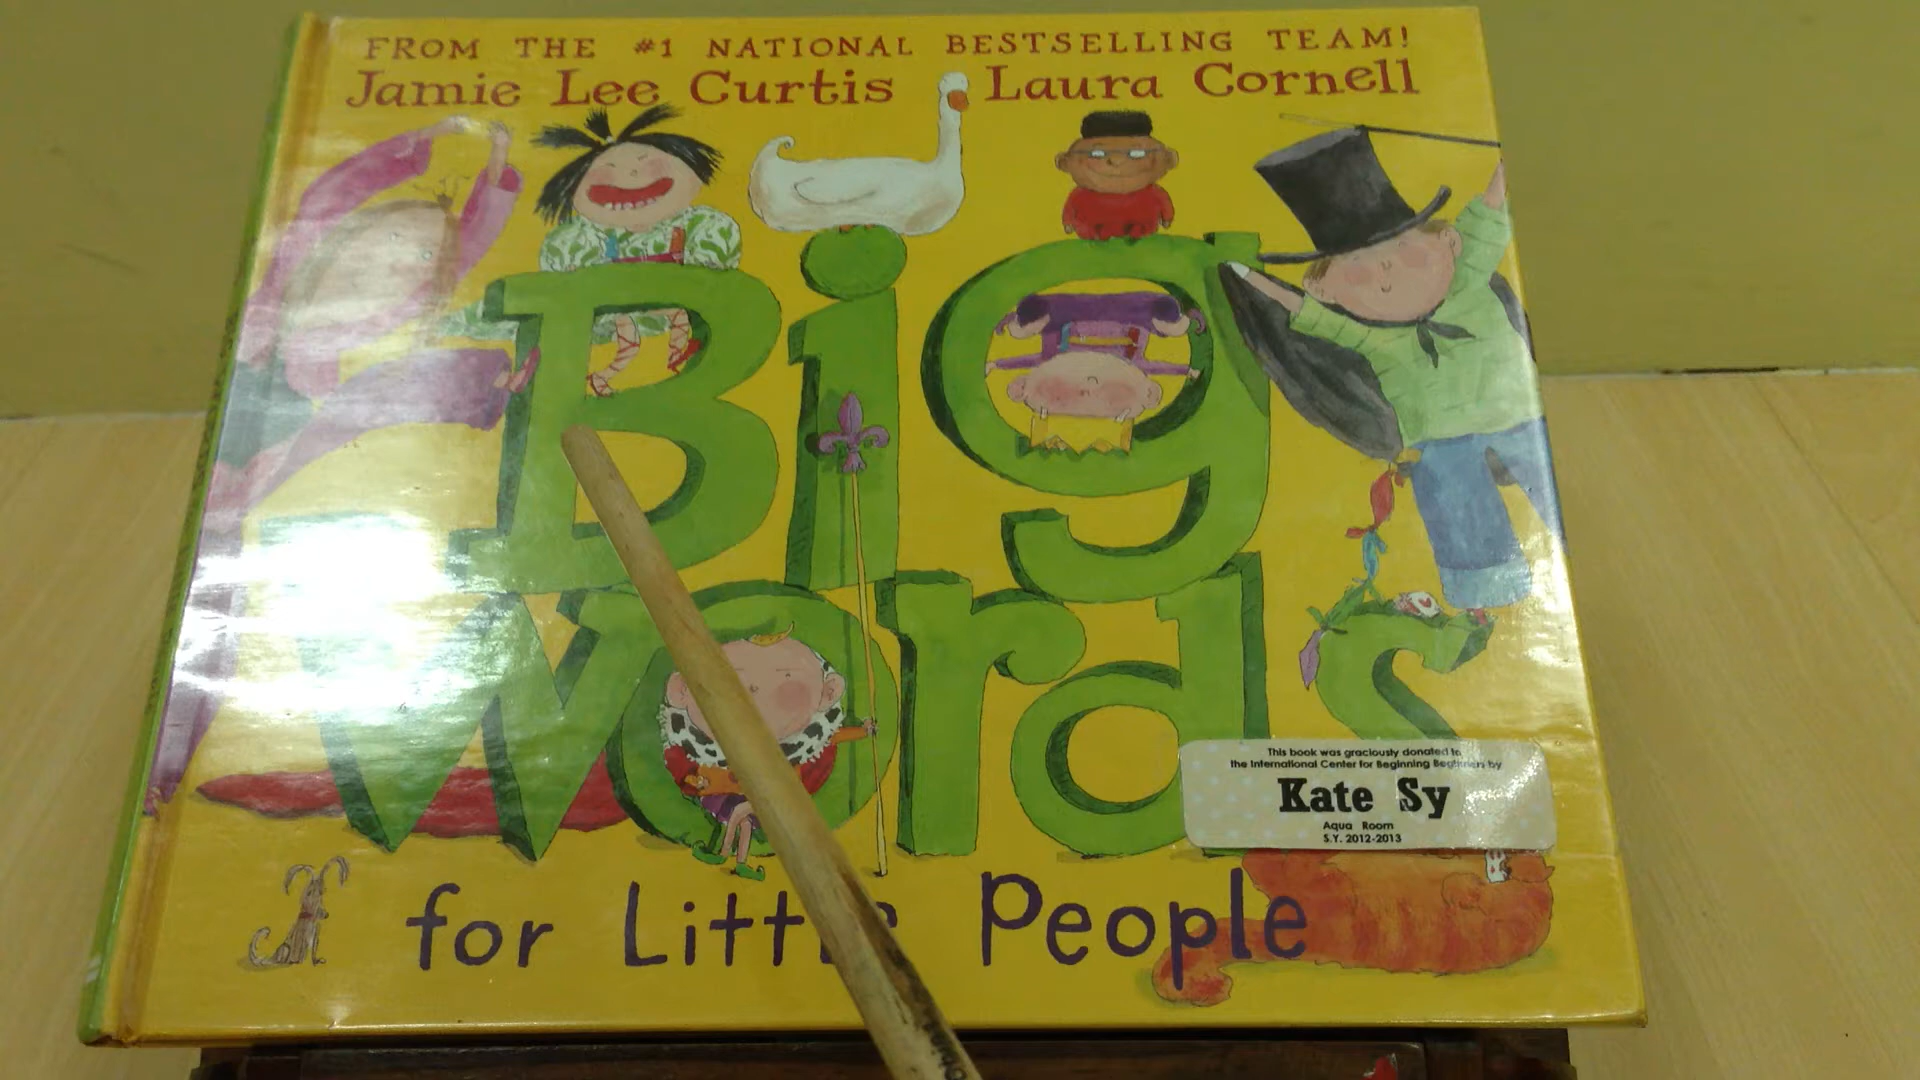 FROM THE #1 NATIONAL BESTSELLING TEAM!
Jamie Lee Curtis Laura Cornell
Big
Words
for Little People
This book was graciously donated to
the International Center for Beginning Beginners by
Kate Sy
Aqua Room
S.Y. 2012-2013